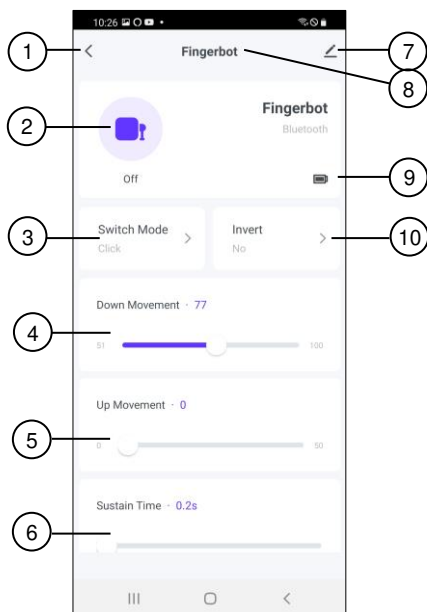 10:26
Fingerbot
Fingerbot
Bluetooth
Off
Switch Mode
Click
Invert
No
Down Movement · 77
51
100
Up Movement · 0
0
50
Sustain Time · 0.2s
1
2
3
4
5
6
7
8
9
10